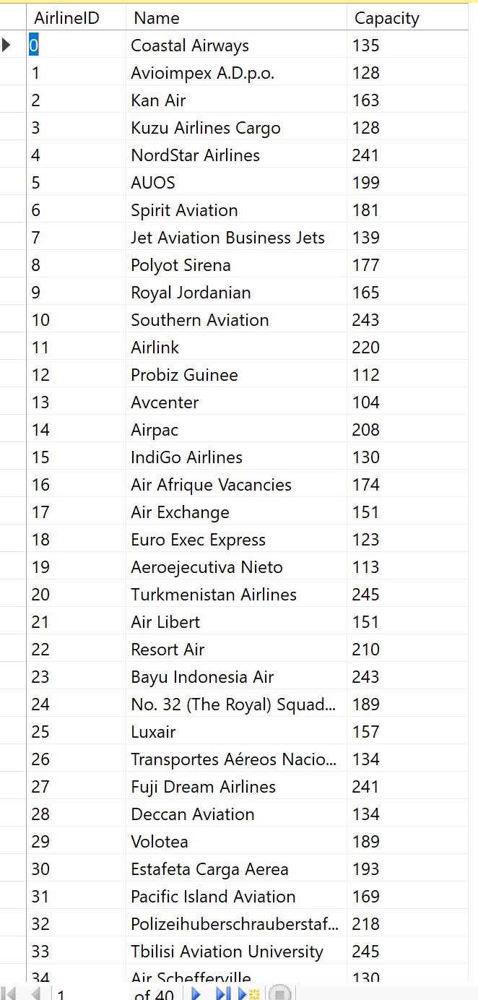 AirlineID Name Capacity
0 Coastal Airways 135
1 Avioimpex A.D.p.o. 128
2 Kan Air 163
3 Kuzu Airlines Cargo 128
4 NordStar Airlines 241
5 AUOS 199
6 Spirit Aviation 181
7 Jet Aviation Business Jets 139
8 Polyot Sirena 177
9 Royal Jordanian 165
10 Southern Aviation 243
11 Airlink 220
12 Probiz Guinee 112
13 Avcenter 104
14 Airpac 208
15 IndiGo Airlines 130
16 Air Afrique Vacancies 174
17 Air Exchange 151
18 Euro Exec Express 123
19 Aeroejecutiva Nieto 113
20 Turkmenistan Airlines 245
21 Air Libert 151
22 Resort Air 210
23 Bayu Indonesia Air 243
24 No. 32 (The Royal) Squad... 189
25 Luxair 157
26 Transportes Aéreos Nacio... 134
27 Fuji Dream Airlines 241
28 Deccan Aviation 134
29 Volotea 189
30 Estafeta Carga Aerea 193
31 Pacific Island Aviation 169
32 Polizeihuberschrauberstaf... 218
33 Tbilisi Aviation University 245
34 Air Schefferville 130
1 of 40